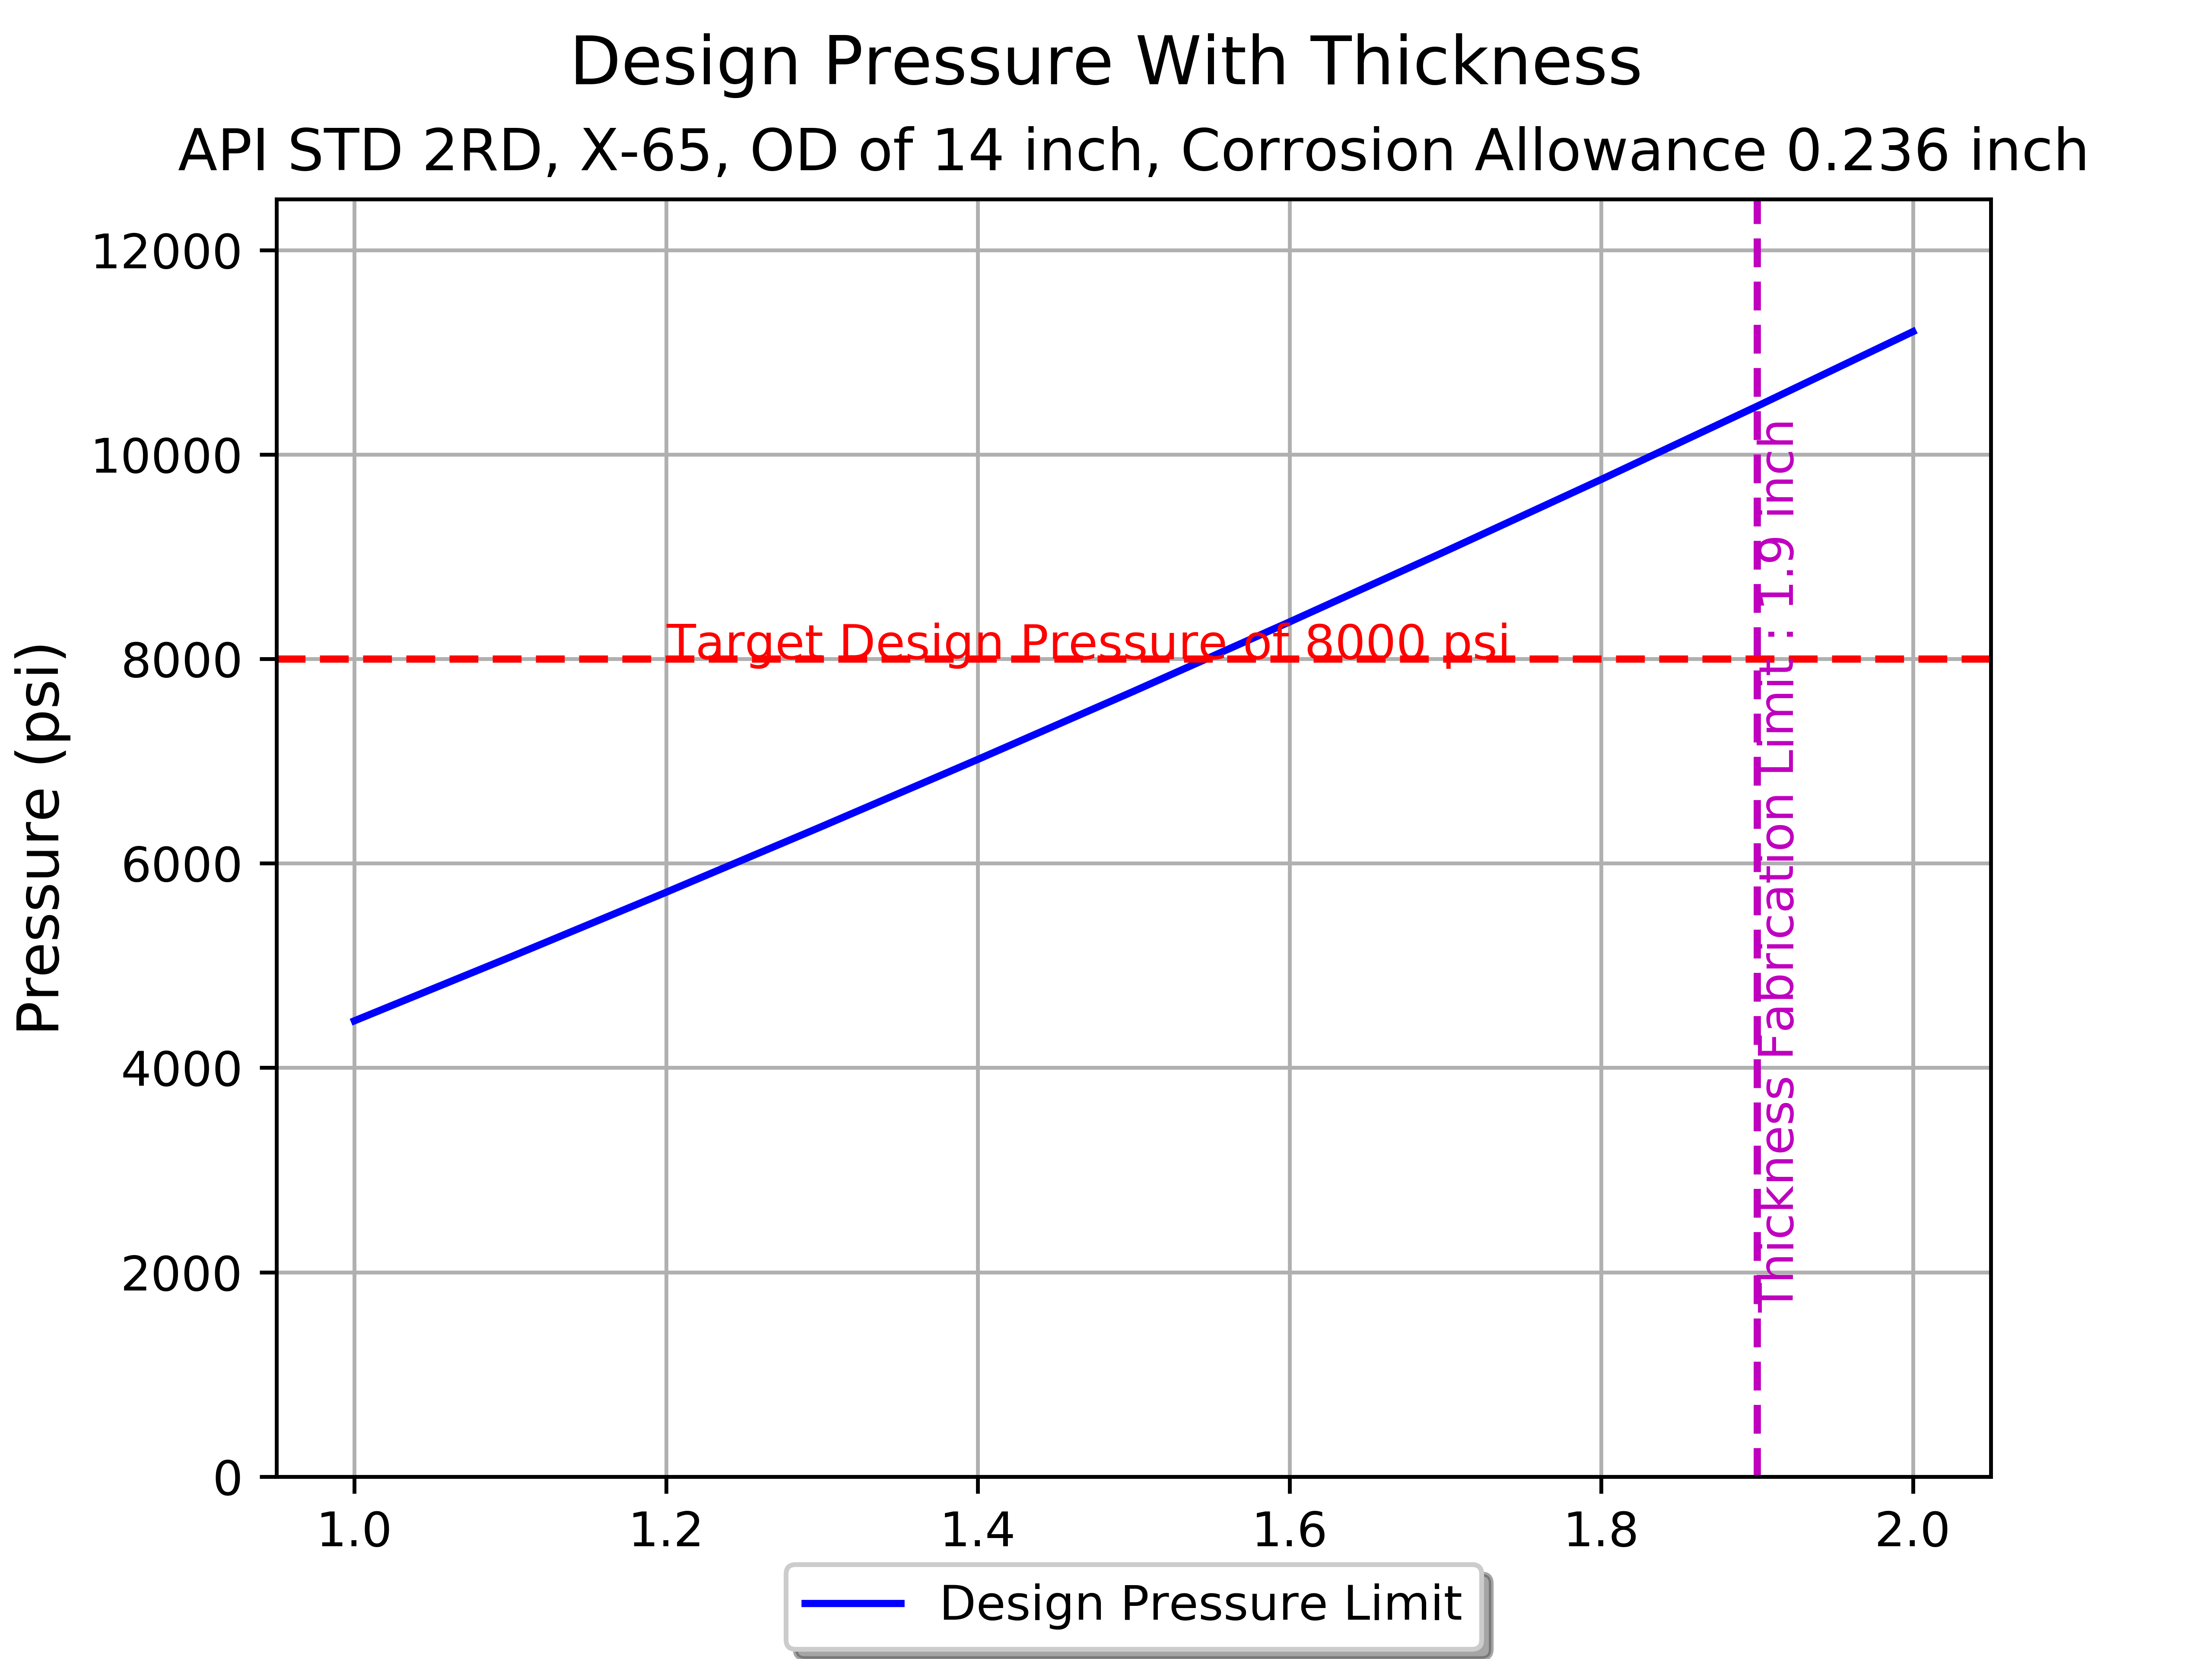 Design Pressure With Thickness
API STD 2RD, X-65, OD of 14 inch, Corrosion Allowance 0.236 inch
12000
10000
8000
6000
4000
2000
0
Pressure (psi)
Target Design Pressure of 8000 psi
Thickness Fabrication Limit : 1.9 inch
1.0 1.2 1.4 1.6 1.8 2.0
Design Pressure Limit